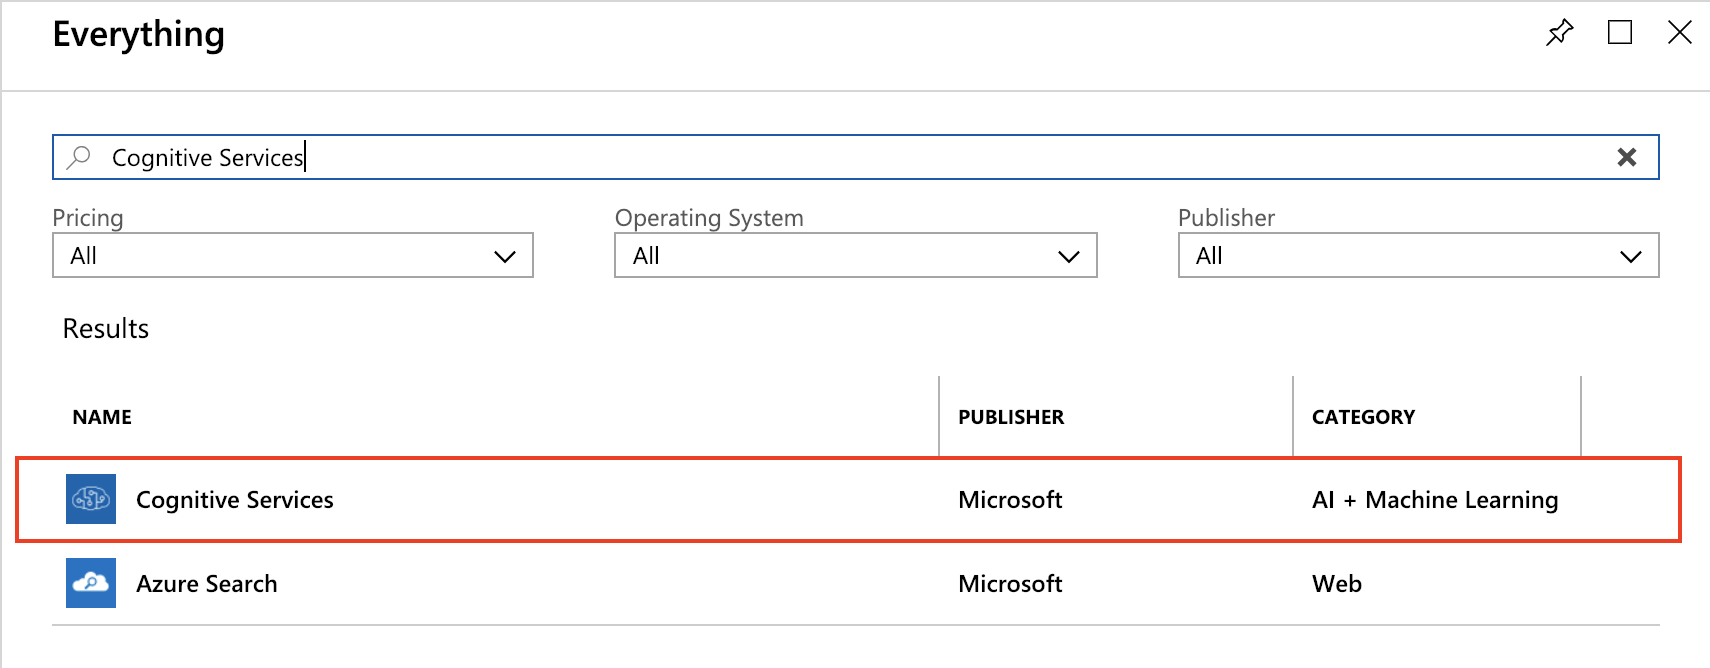 Everything
Cognitive Services
Pricing Operating System Publisher
All All All
Results
NAME PUBLISHER CATEGORY
Cognitive Services Microsoft AI + Machine Learning
Azure Search Microsoft Web